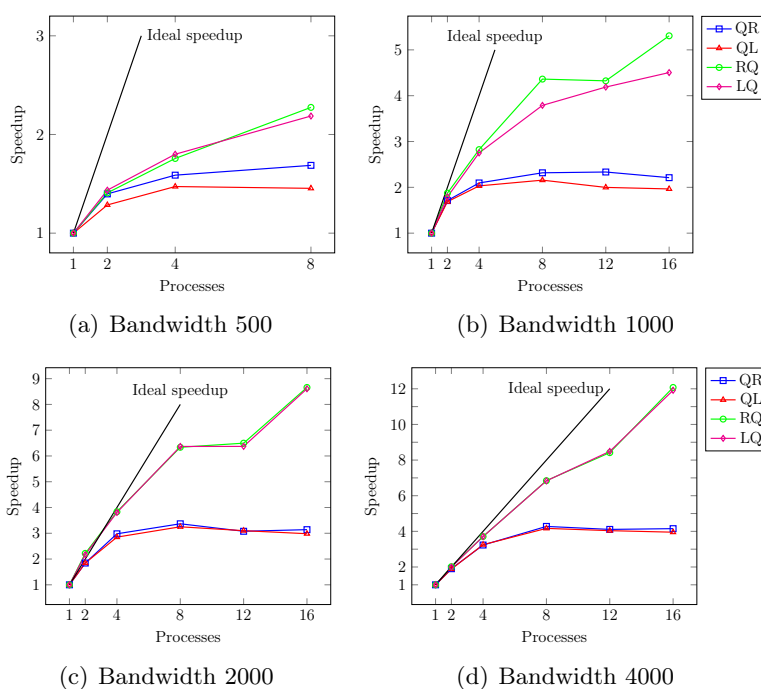 Ideal speedup
3
2
1
Speedup
1 2 4 8
Processes
(a) Bandwidth 500
Ideal speedup
5
4
3
2
1
Speedup
1 2 4 8 12 16
Processes
QR
QL
RQ
LQ
(b) Bandwidth 1000
Ideal speedup
9
8
7
6
5
4
3
2
1
Speedup
1 2 4 8 12 16
Processes
(c) Bandwidth 2000
Ideal speedup
12
10
8
6
4
2
1
Speedup
1 2 4 8 12 16
Processes
QR
QL
RQ
LQ
(d) Bandwidth 4000